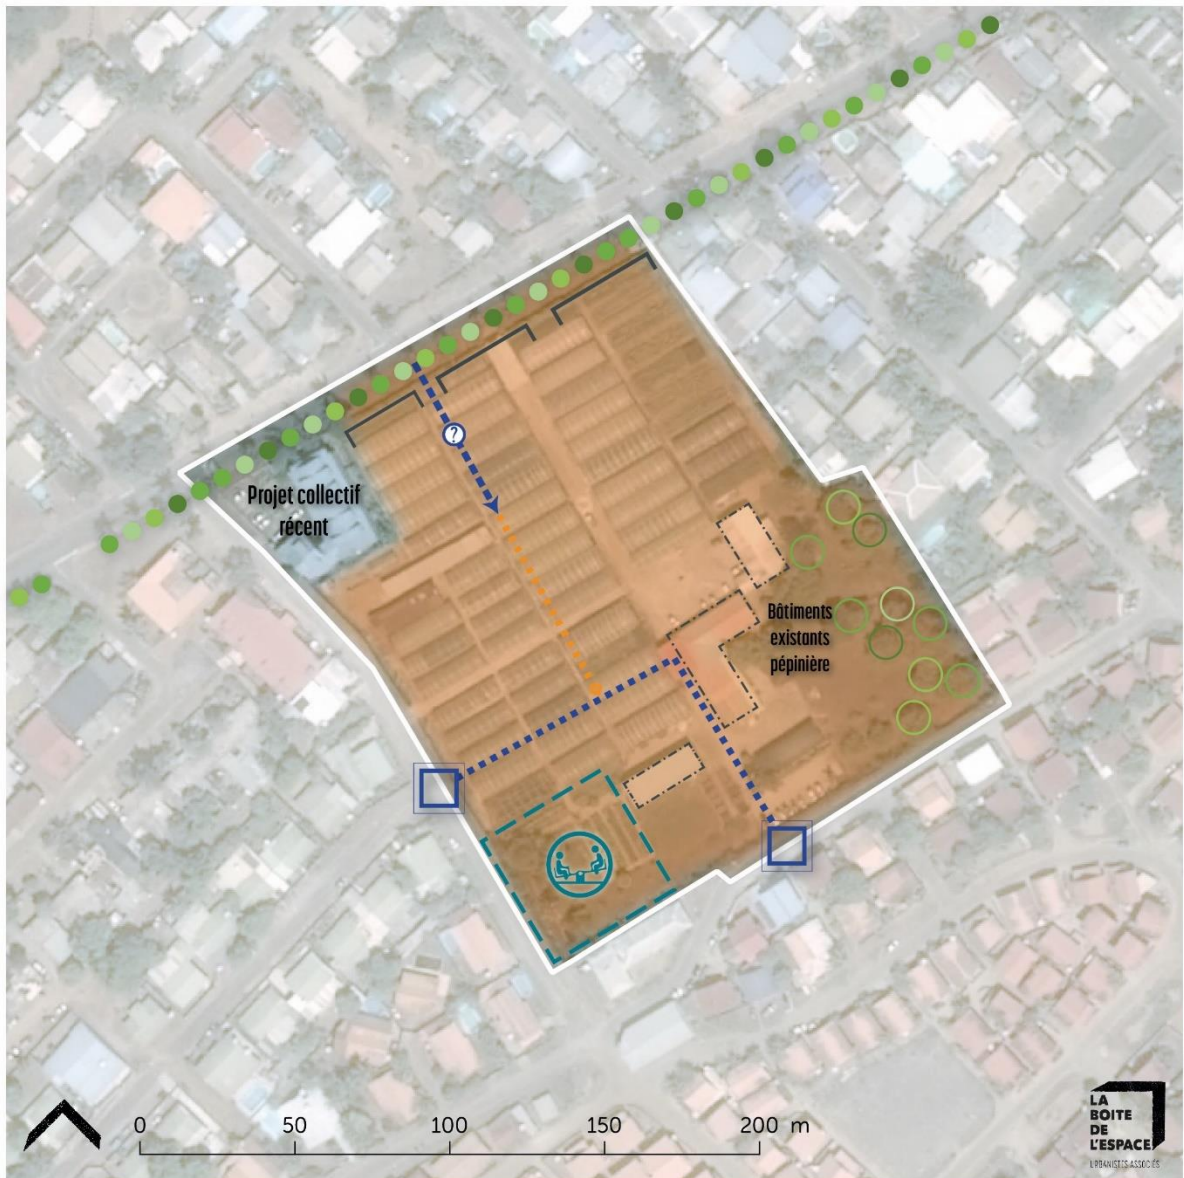 ?
Projet collectif
récent
Bâtiments
existants
pépinière
0 50 100 150 200 m
LA
BOITE
DE
L'ESPACE
URBANISTES ASSOCIÉS